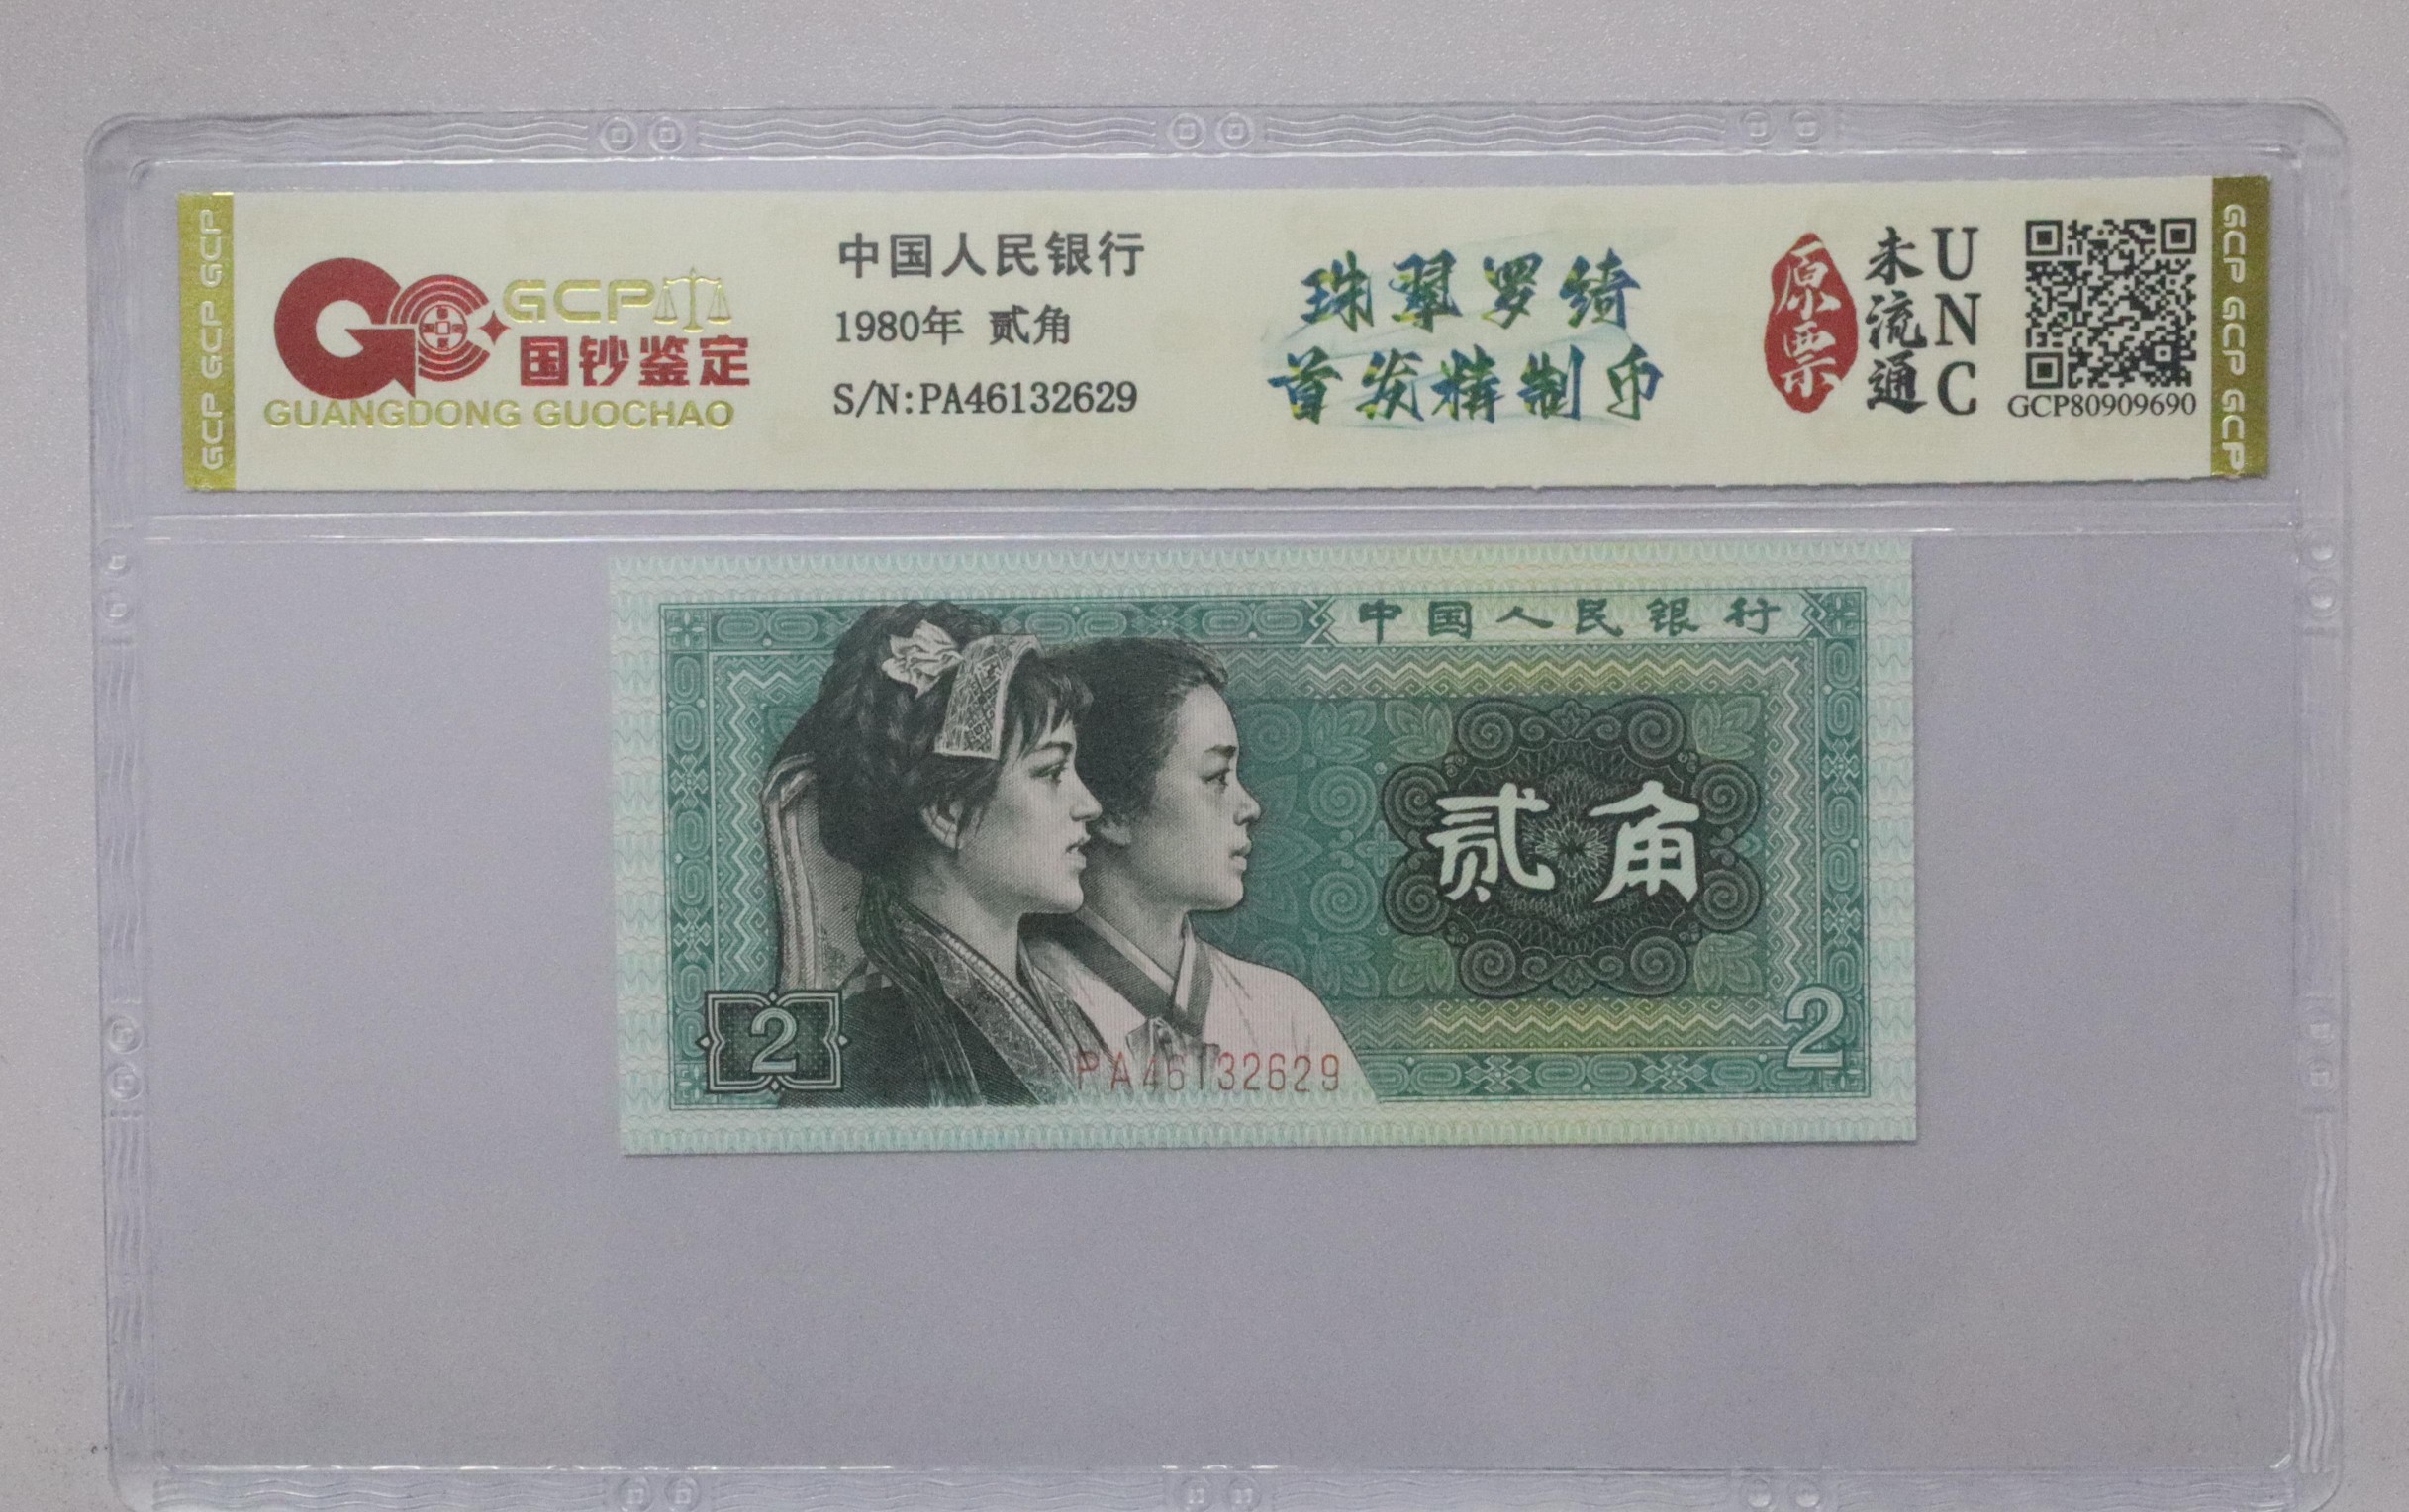 GCP GCP GCP
GCP
国钞鉴定
GUANGDONG GUOCHAO
中国人民银行
1980年 贰角
S/N:PA46132629
珠翠罗绮
首发精制币
原票
未流通
UNC
GCP80909690
GCP GCP GCP
中国人民银行
贰角
2
2
PA46132629